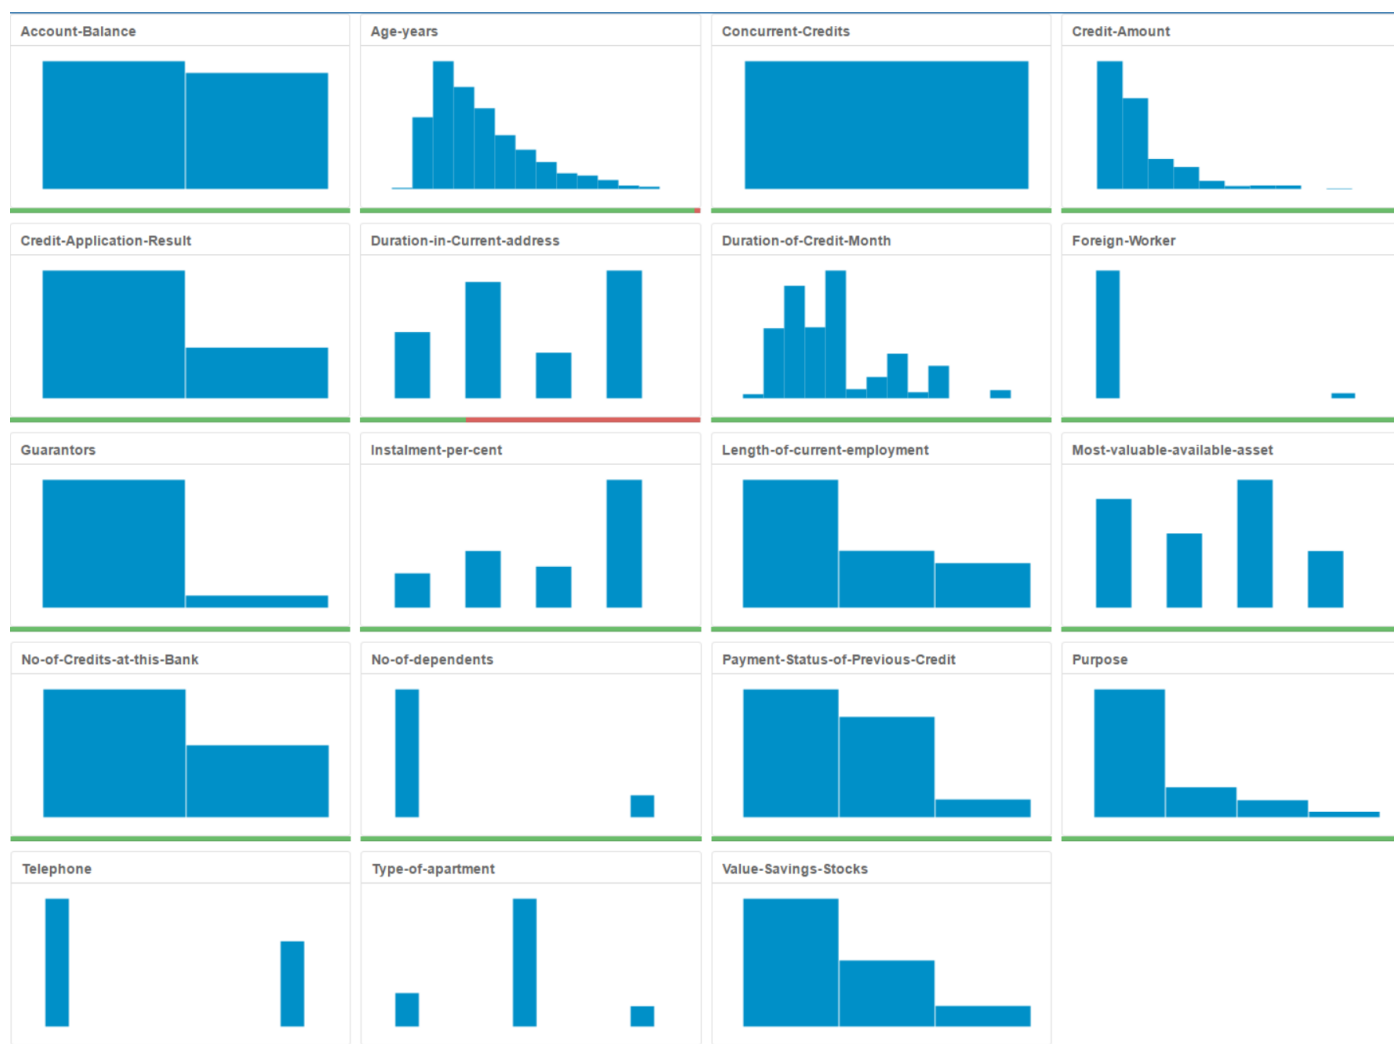 Account-Balance
Age-years
Concurrent-Credits
Credit-Amount
Credit-Application-Result
Duration-in-Current-address
Duration-of-Credit-Month
Foreign-Worker
Guarantors
Instalment-per-cent
Length-of-current-employment
Most-valuable-available-asset
No-of-Credits-at-this-Bank
No-of-dependents
Payment-Status-of-Previous-Credit
Purpose
Telephone
Type-of-apartment
Value-Savings-Stocks